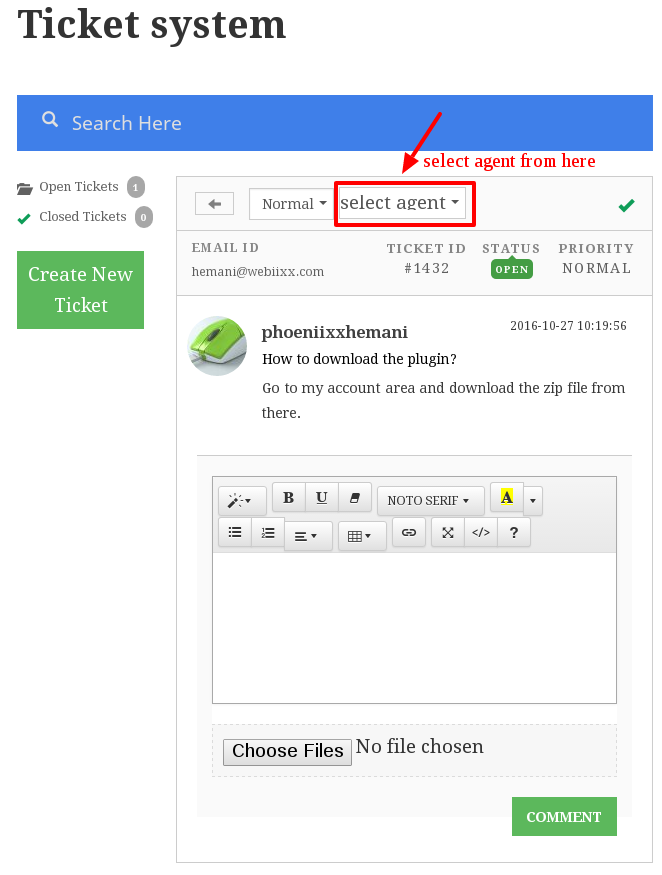 Ticket system
Search Here
select agent from here
Open Tickets 1
Closed Tickets 0
Create New
Ticket
Normal
select agent
EMAIL ID
hemani@webiixx.com
TICKET ID
#1432
STATUS
OPEN
PRIORITY
NORMAL
phoeniixxhemani
2016-10-27 10:19:56
How to download the plugin?
Go to my account area and download the zip file from
there.
B U NOTO SERIF A
</> ?
Choose Files No file chosen
COMMENT